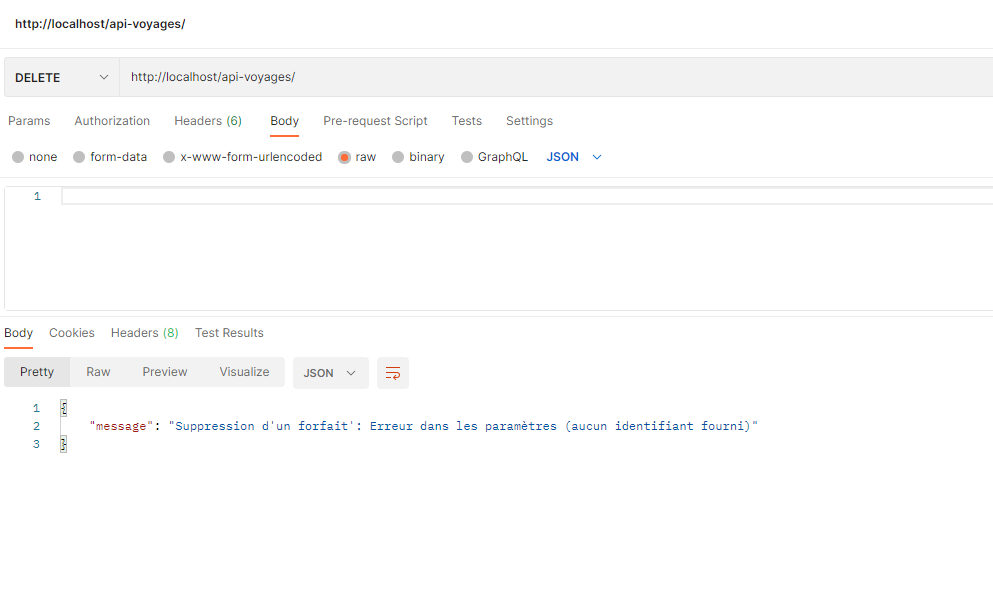 http://localhost/api-voyages/
DELETE http://localhost/api-voyages/
Params Authorization Headers (6) Body Pre-request Script Tests Settings
none form-data x-www-form-urlencoded raw binary GraphQL JSON
1
Body Cookies Headers (8) Test Results
Pretty Raw Preview Visualize JSON
1 {
2 "message": "Suppression d'un forfait': Erreur dans les paramètres (aucun identifiant fourni)"
3 }